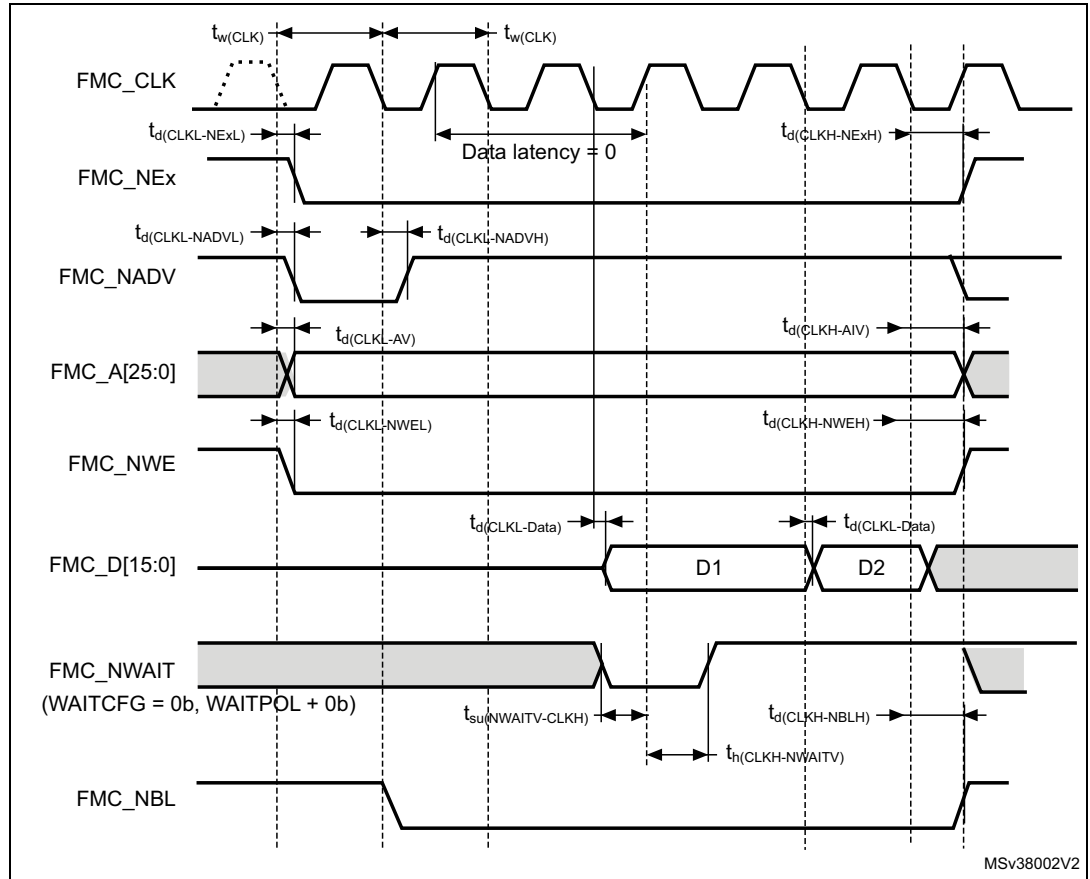 tw(CLK) tw(CLK)
FMC_CLK
td(CLKL-NExL) td(CLKH-NExH)
Data latency = 0
FMC_NEx
td(CLKL-NADVL) td(CLKL-NADVH)
FMC_NADV
td(CLKL-AV) td(CLKH-AIV)
FMC_A[25:0]
td(CLKL-NWEL) td(CLKH-NWEH)
FMC_NWE
td(CLKL-Data) td(CLKL-Data)
FMC_D[15:0] D1 D2
FMC_NWAIT
(WAITCFG = 0b, WAITPOL + 0b)
tsu(NWAITV-CLKH) td(CLKH-NBLH)
th(CLKH-NWAITV)
FMC_NBL
MSv38002V2